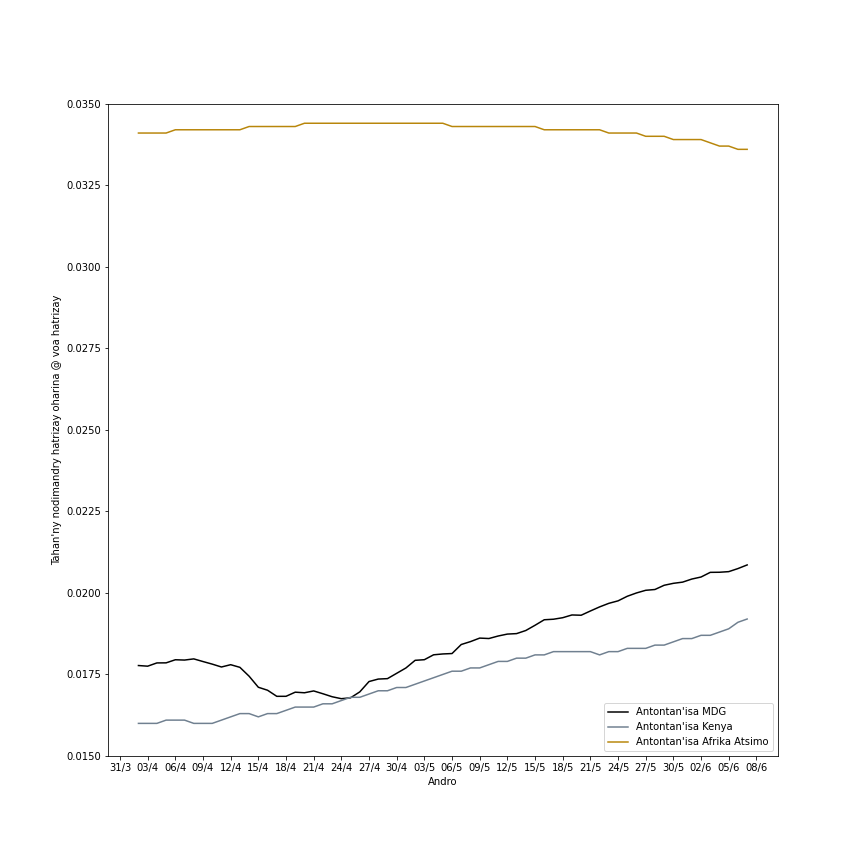 Tahan'ny nodimandry hatrizay oharina @ voa hatrizay
0.0350
0.0325
0.0300
0.0275
0.0250
0.0225
0.0200
0.0175
0.0150
Antontan'isa MDG
Antontan'isa Kenya
Antontan'isa Afrika Atsimo
31/3 03/4 06/4 09/4 12/4 15/4 18/4 21/4 24/4 27/4 30/4 03/5 06/5 09/5 12/5 15/5 18/5 21/5 24/5 27/5 30/5 02/6 05/6 08/6
Andro